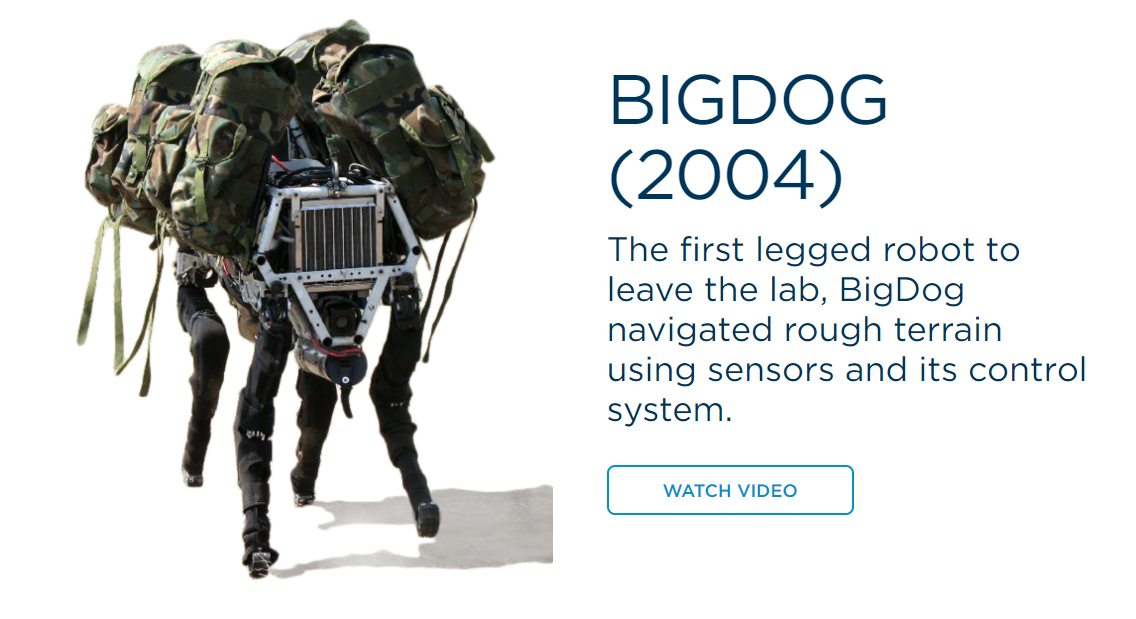 BIGDOG
(2004)
The first legged robot to
leave the lab, BigDog
navigated rough terrain
using sensors and its control
system.
WATCH VIDEO